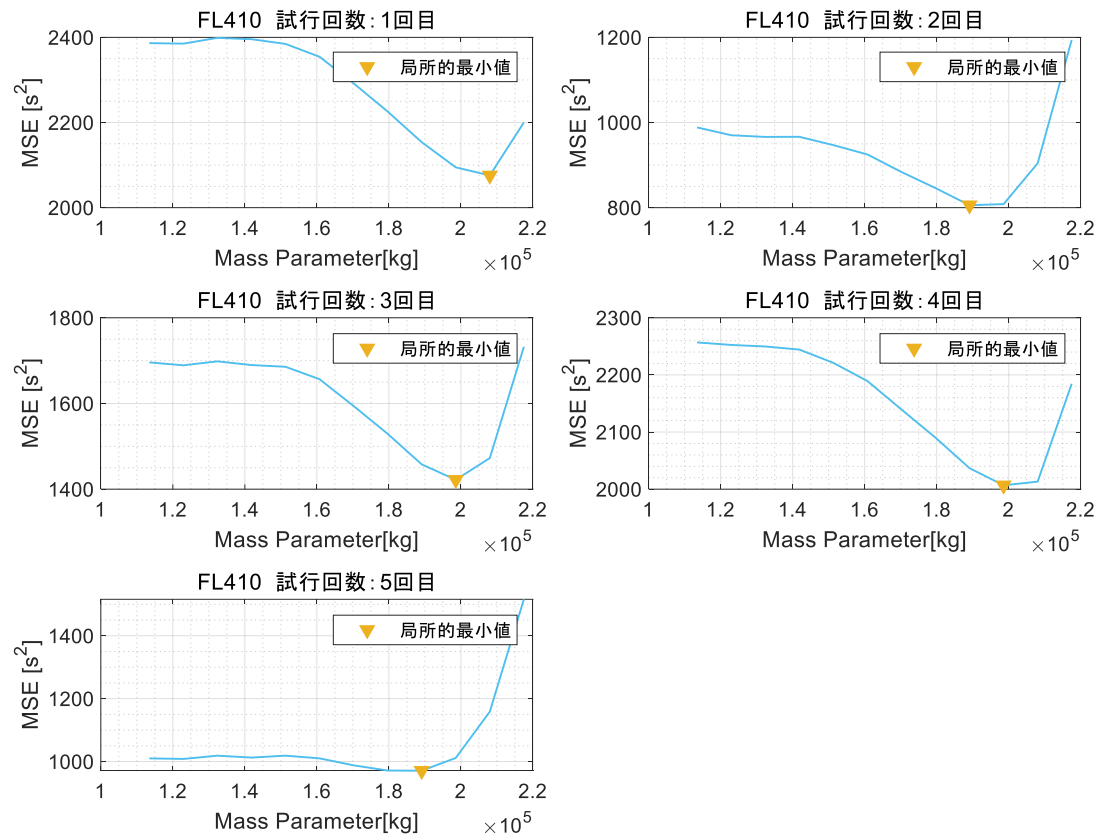 FL410 試行回数:1回目
2400
2200
2000
MSE [s²]
局所的最小値
1 1.2 1.4 1.6 1.8 2 2.2
Mass Parameter[kg]
×10⁵
FL410 試行回数:2回目
1200
1000
800
MSE [s²]
局所的最小値
1 1.2 1.4 1.6 1.8 2 2.2
Mass Parameter[kg]
×10⁵
FL410 試行回数:3回目
1800
1600
1400
MSE [s²]
局所的最小値
1 1.2 1.4 1.6 1.8 2 2.2
Mass Parameter[kg]
×10⁵
FL410 試行回数:4回目
2300
2200
2100
2000
MSE [s²]
局所的最小値
1 1.2 1.4 1.6 1.8 2 2.2
Mass Parameter[kg]
×10⁵
FL410 試行回数:5回目
1400
1200
1000
MSE [s²]
局所的最小値
1 1.2 1.4 1.6 1.8 2 2.2
Mass Parameter[kg]
×10⁵